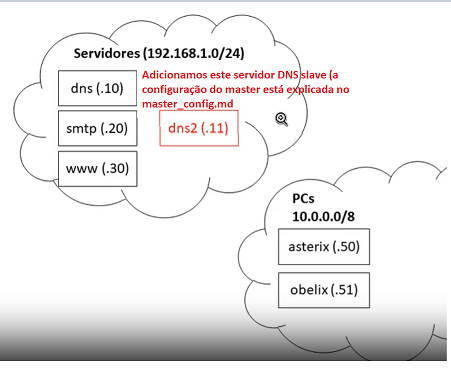 Servidores (192.168.1.0/24)
dns (.10)
Adicionamos este servidor DNS slave (a
configuração do master está explicada no
master_config.md
smtp (.20)
dns2 (.11)
www (.30)
PCs
10.0.0.0/8
asterix (.50)
obelix (.51)